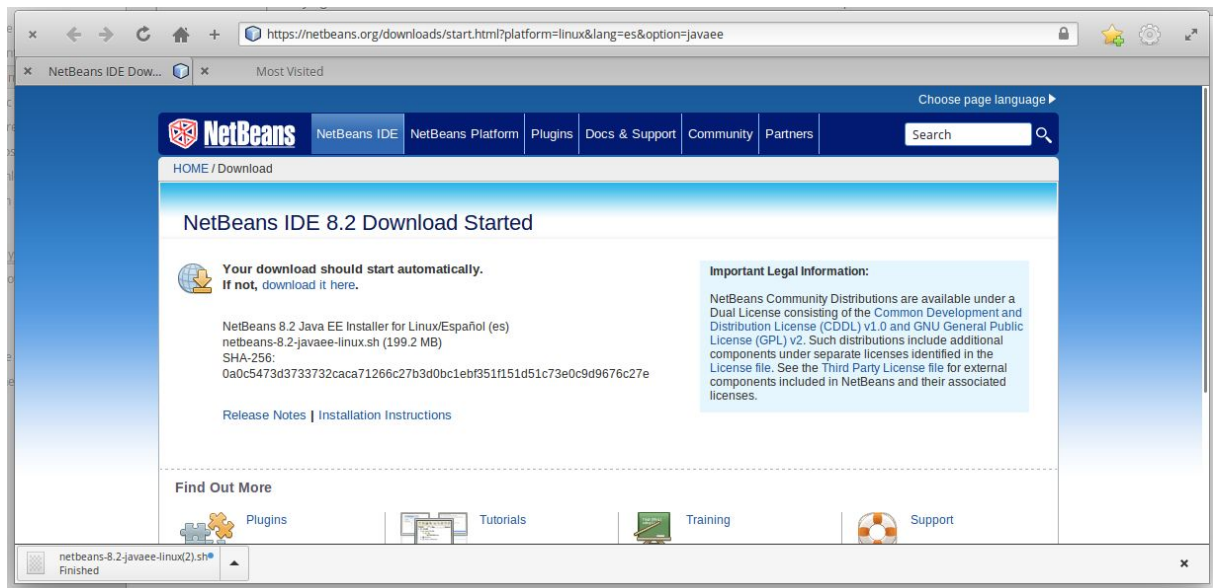 https://netbeans.org/downloads/start.html?platform=linux&lang=es&option=javaee
NetBeans IDE Dow...
Most Visited
Choose page language
NetBeans
NetBeans IDE
NetBeans Platform
Plugins
Docs & Support
Community
Partners
Search
HOME / Download
NetBeans IDE 8.2 Download Started
Your download should start automatically.
If not, download it here.
NetBeans 8.2 Java EE Installer for Linux/Español (es)
netbeans-8.2-javaee-linux.sh (199.2 MB)
SHA-256:
0a0c5473d3733732caca71266c27b3d0bc1ebf351f151d51c73e0c9d9676c27e
Release Notes | Installation Instructions
Important Legal Information:
NetBeans Community Distributions are available under a
Dual License consisting of the Common Development and
Distribution License (CDDL) v1.0 and GNU General Public
License (GPL) v2. Such distributions include additional
components under separate licenses identified in the
License file. See the Third Party License file for external
components included in NetBeans and their associated
licenses.
Find Out More
Plugins
Tutorials
Training
Support
netbeans-8.2-javaee-linux(2).sh
Finished